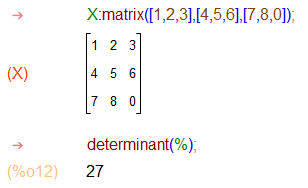 → X:matrix([1,2,3],[4,5,6],[7,8,0]);
(X)
1 2 3
4 5 6
7 8 0
→ determinant(%);
(%o12) 27